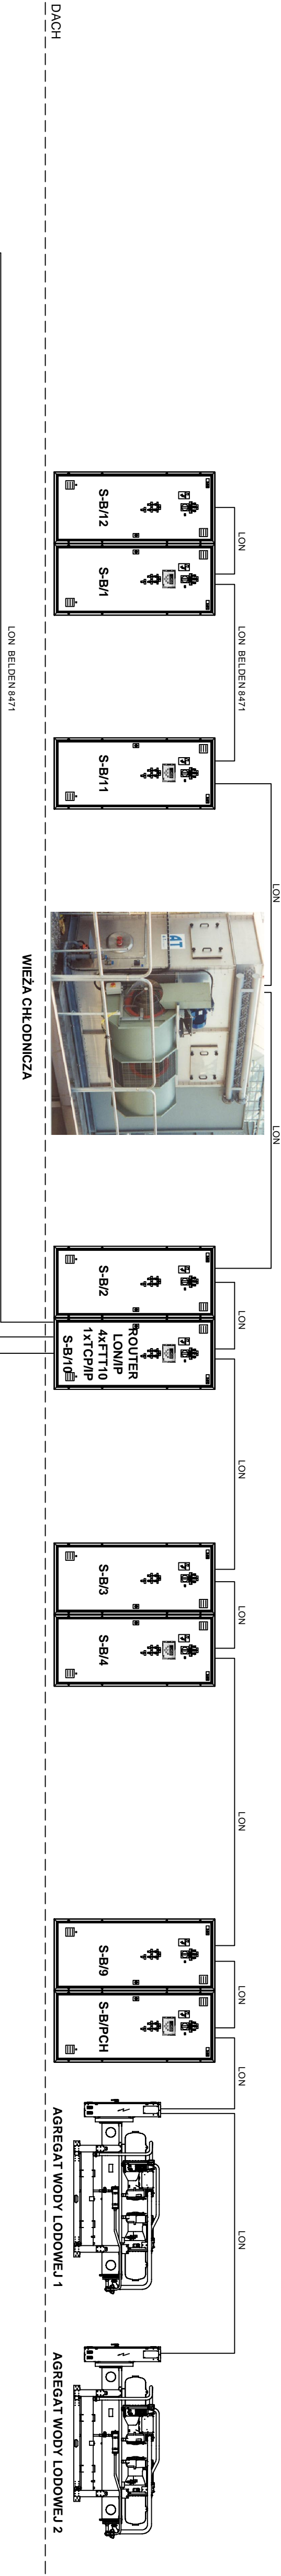 DACH
S-B/12
S-B/1
LON
LON BELDEN 8471
LON BELDEN 8471
S-B/11
LON
AT
WIEŻA CHŁODNICZA
LON
S-B/2
LON
ROUTER
LON/IP
4xFTT10
1xTCP/IP
S-B/10
LON
S-B/3
LON
S-B/4
LON
S-B/9
LON
S-B/PCH
LON
AGREGAT WODY LODOWEJ 1
LON
AGREGAT WODY LODOWEJ 2